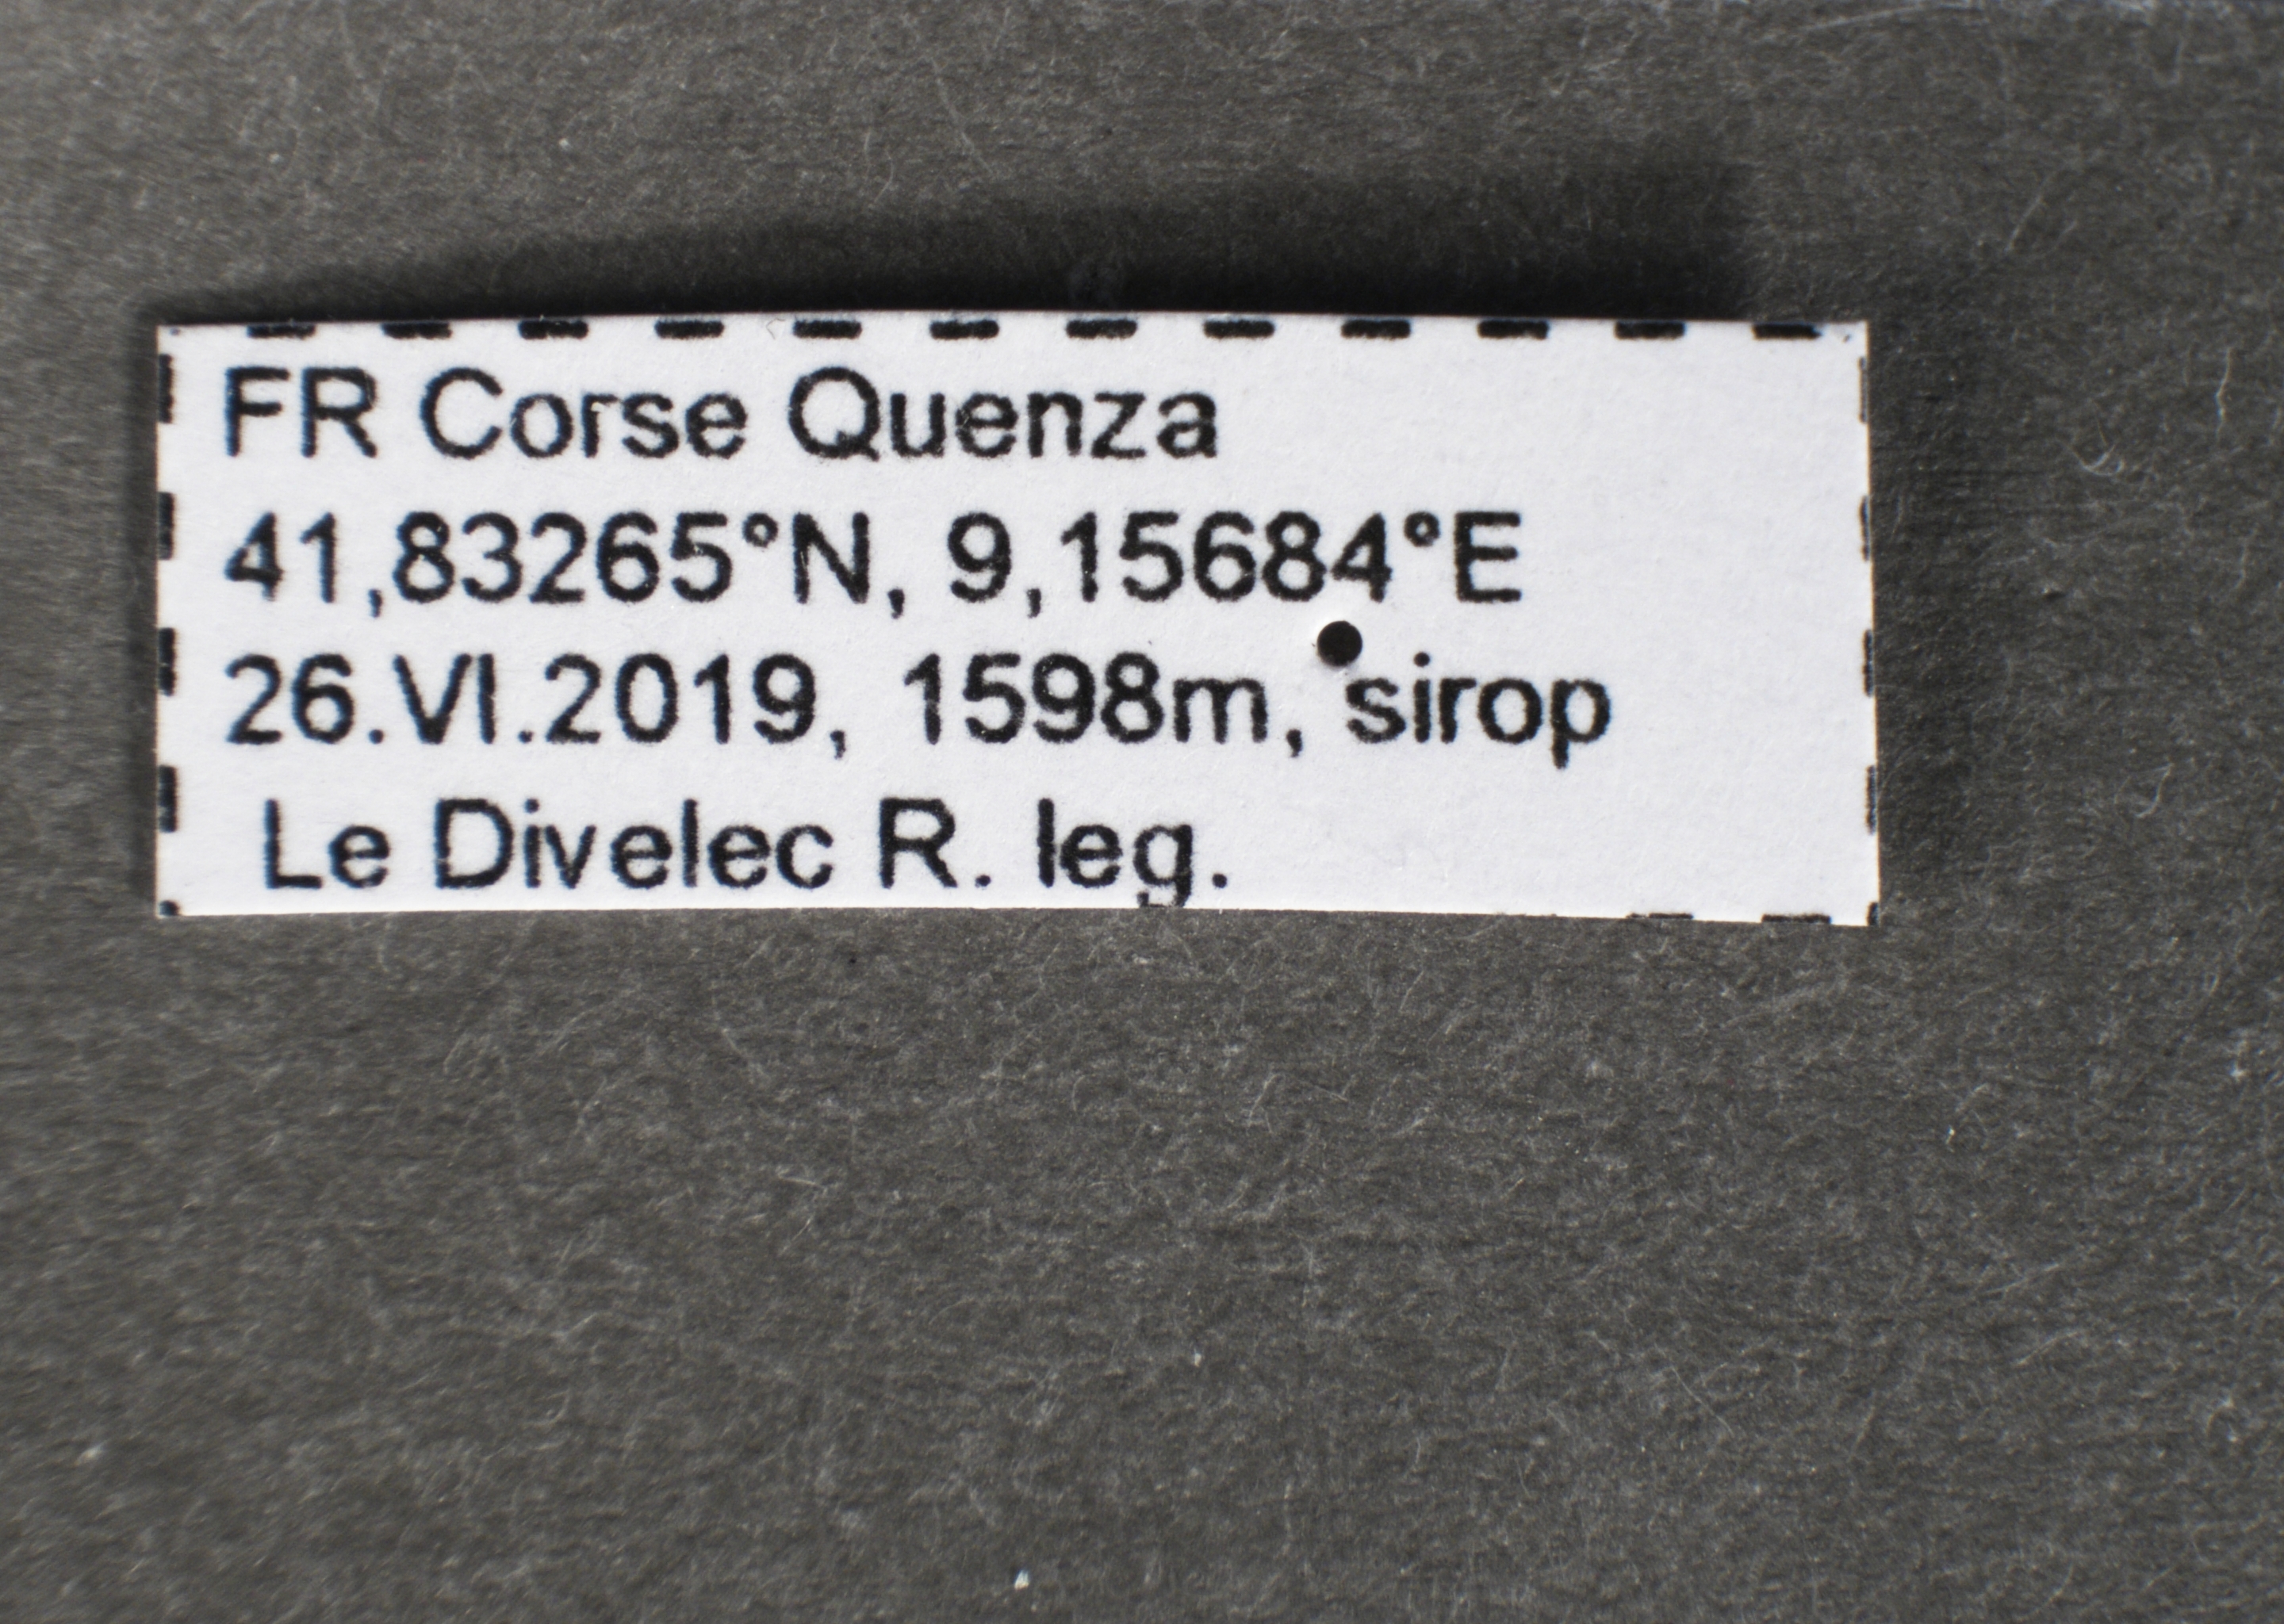 FR Corse Quenza
41,83265°N, 9,15684°E
26.VI.2019, 1598m, sirop
Le Divelec R. leg.